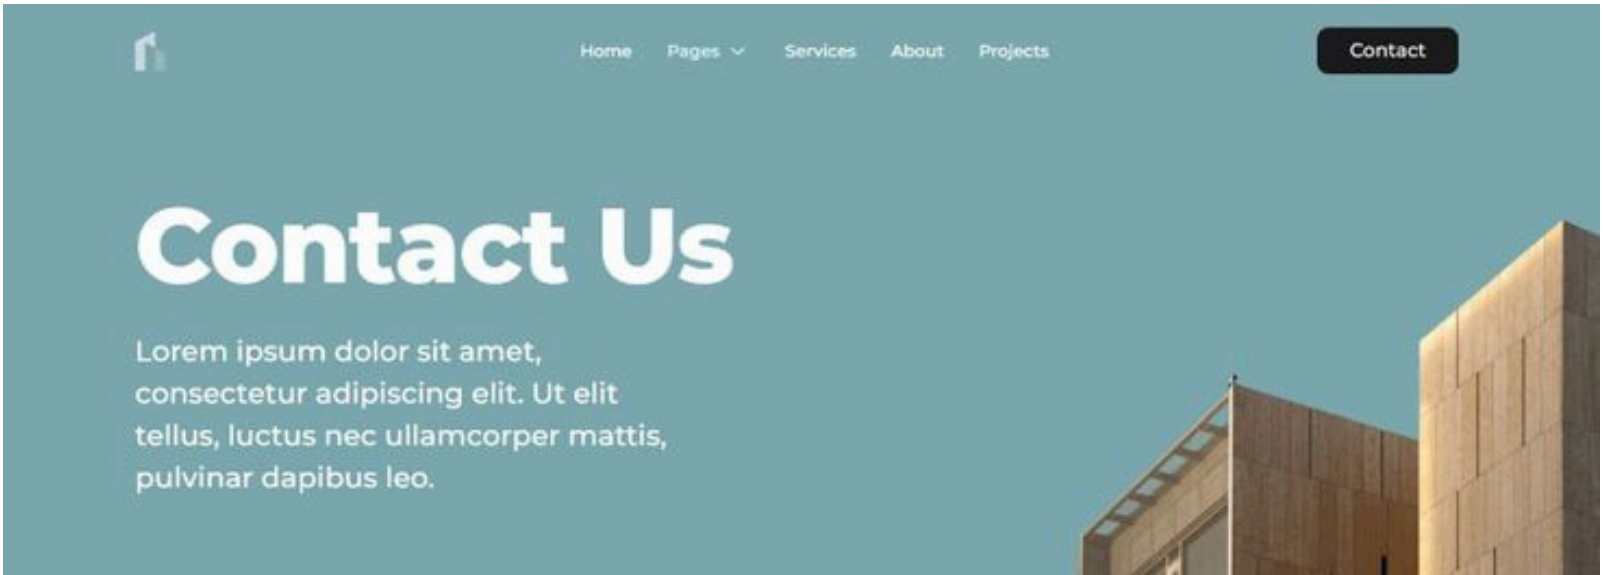 Home Pages Services About Projects Contact
Contact Us
Lorem ipsum dolor sit amet,
consectetur adipiscing elit. Ut elit
tellus, luctus nec ullamcorper mattis,
pulvinar dapibus leo.